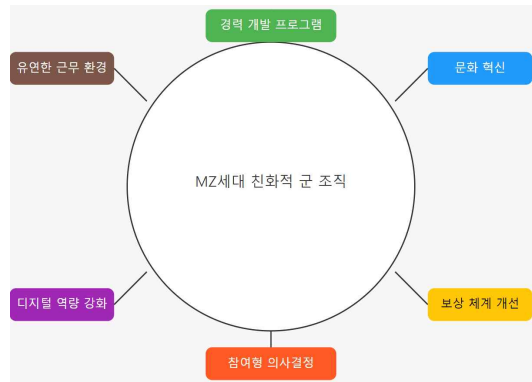 경력 개발 프로그램
유연한 근무 환경
문화 혁신
MZ세대 친화적 군 조직
디지털 역량 강화
보상 체계 개선
참여형 의사결정